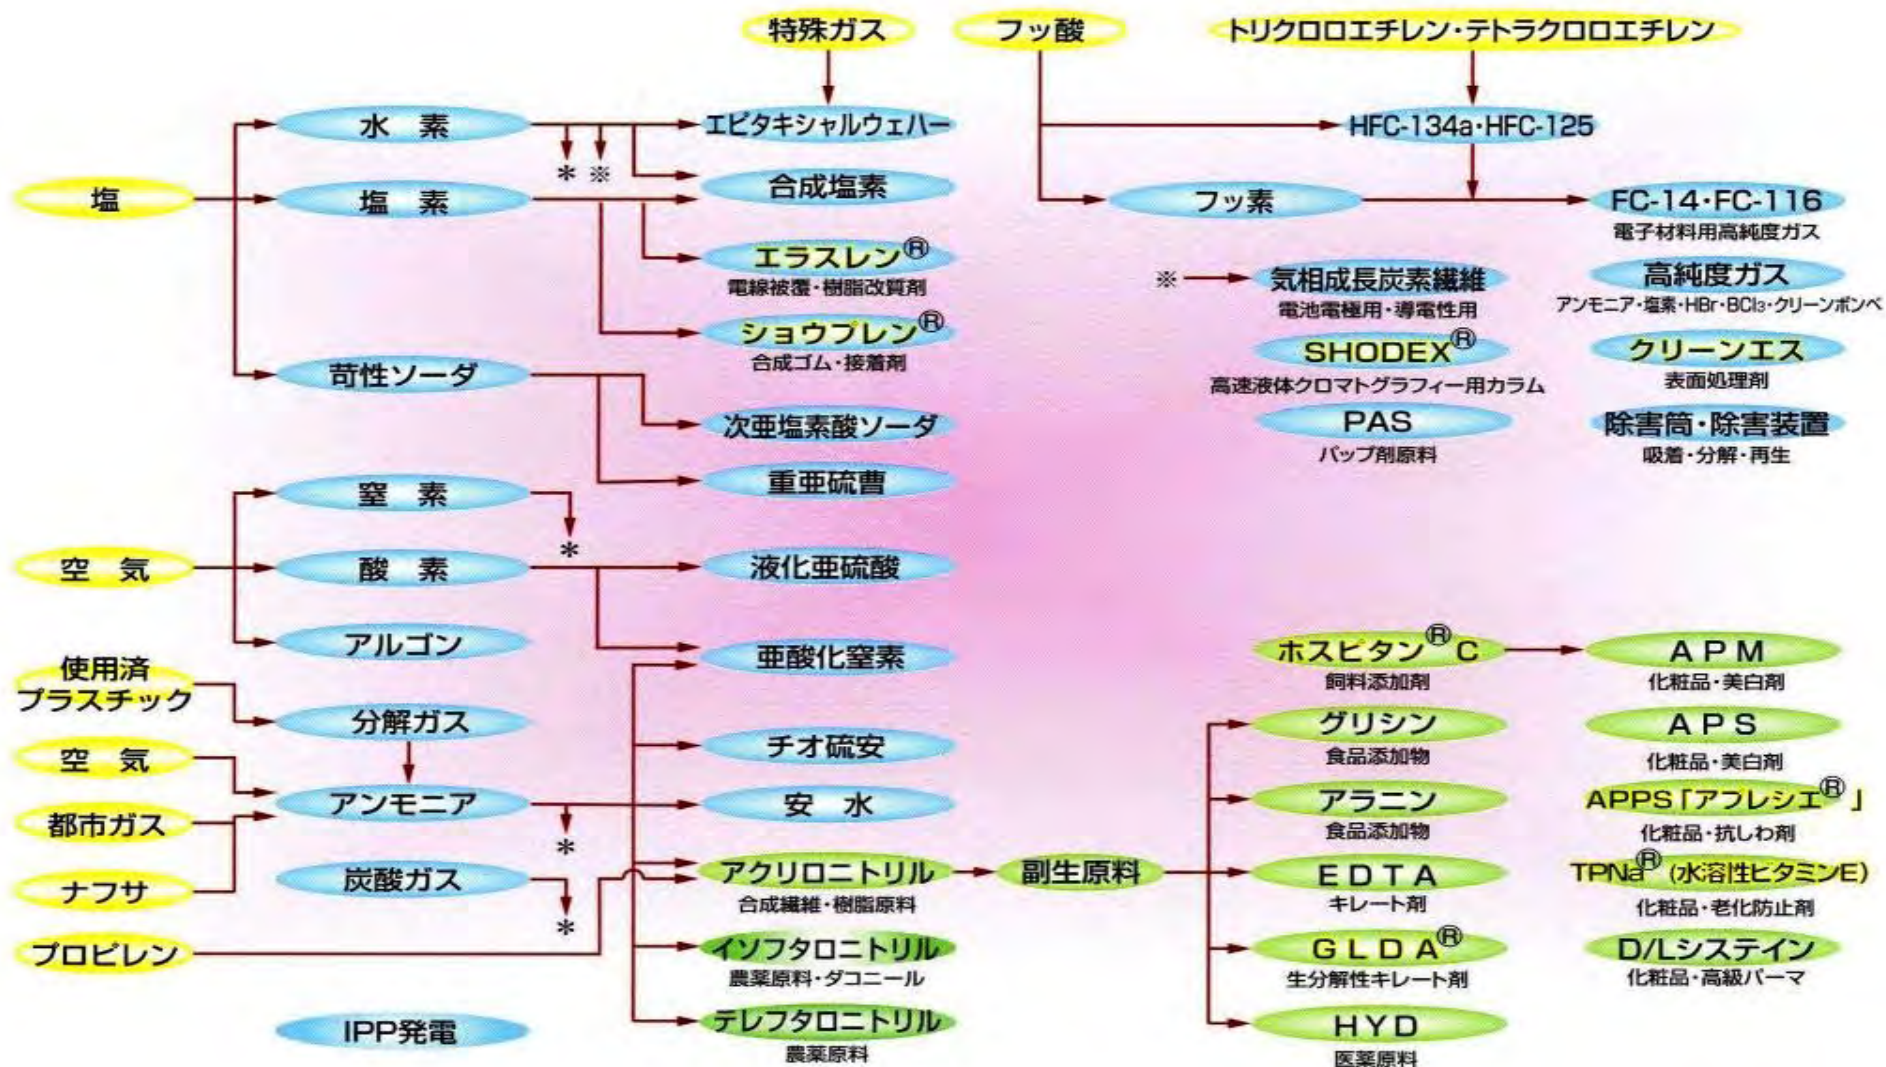 特殊ガス
フッ酸
トリクロロエチレン・テトラクロロエチレン
水 素
エピタキシャルウェハー
HFC-134a・HFC-125
* ※
塩
塩 素
合成塩素
フッ素
FC-14・FC-116
電子材料用高純度ガス
エラスレン®
電線被覆・樹脂改質剤
※
気相成長炭素繊維
電池電極用・導電性用
高純度ガス
アンモニア・塩素・HBr・BCl₃・クリーンボンベ
ショウプレン®
合成ゴム・接着剤
SHODEX®
高速液体クロマトグラフィー用カラム
クリーンエス
表面処理剤
苛性ソーダ
次亜塩素酸ソーダ
PAS
パップ剤原料
除害筒・除害装置
吸着・分解・再生
重亜硫曹
窒 素
*
空 気
酸 素
液化亜硫酸
アルゴン
亜酸化窒素
ホスピタン®C
飼料添加剤
APM
化粧品・美白剤
使用済
プラスチック
分解ガス
チオ硫安
グリシン
食品添加物
APS
化粧品・美白剤
空 気
アンモニア
*
安 水
アラニン
食品添加物
APPS「アプレシエ®」
化粧品・抗しわ剤
都市ガス
炭酸ガス
*
アクリロニトリル
合成繊維・樹脂原料
副生原料
EDTA
キレート剤
TPNa®(水溶性ビタミンE)
化粧品・老化防止剤
ナフサ
プロピレン
イソフタロニトリル
農薬原料・ダコニール
GLDA®
生分解性キレート剤
D/Lシステイン
化粧品・高級パーマ
IPP発電
テレフタロニトリル
農薬原料
HYD
医薬原料